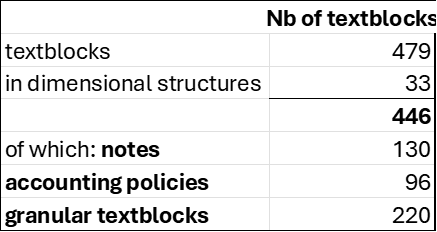 Nb of textblocks
textblocks 479
in dimensional structures 33
446
of which: notes 130
accounting policies 96
granular textblocks 220